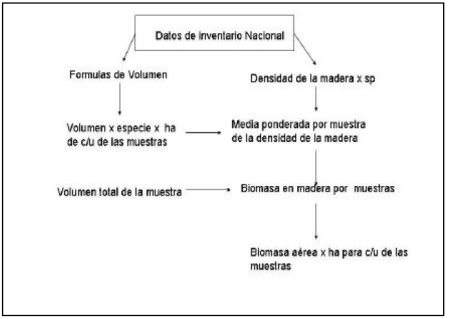 Datos de inventario Nacional
Formulas de Volumen
Densidad de la madera x sp
Volumen x especie x ha
de c/u de las muestras
Media ponderada por muestra
de la densidad de la madera
Volumen total de la muestra
Biomasa en madera por muestras
Biomasa aérea x ha para c/u de las
muestras